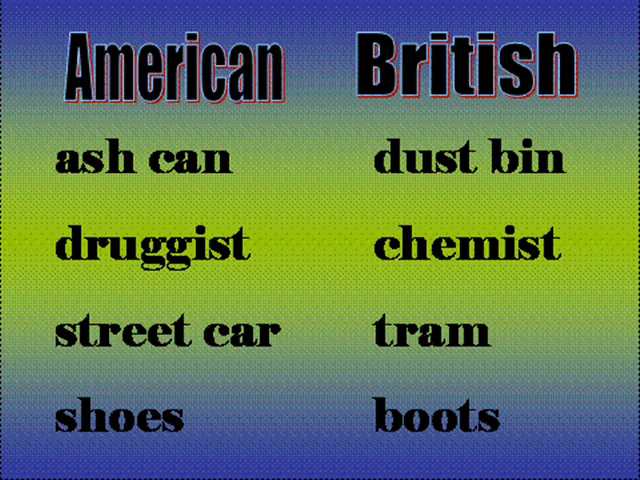 American British
ash can dust bin
druggist chemist
street car tram
shoes boots